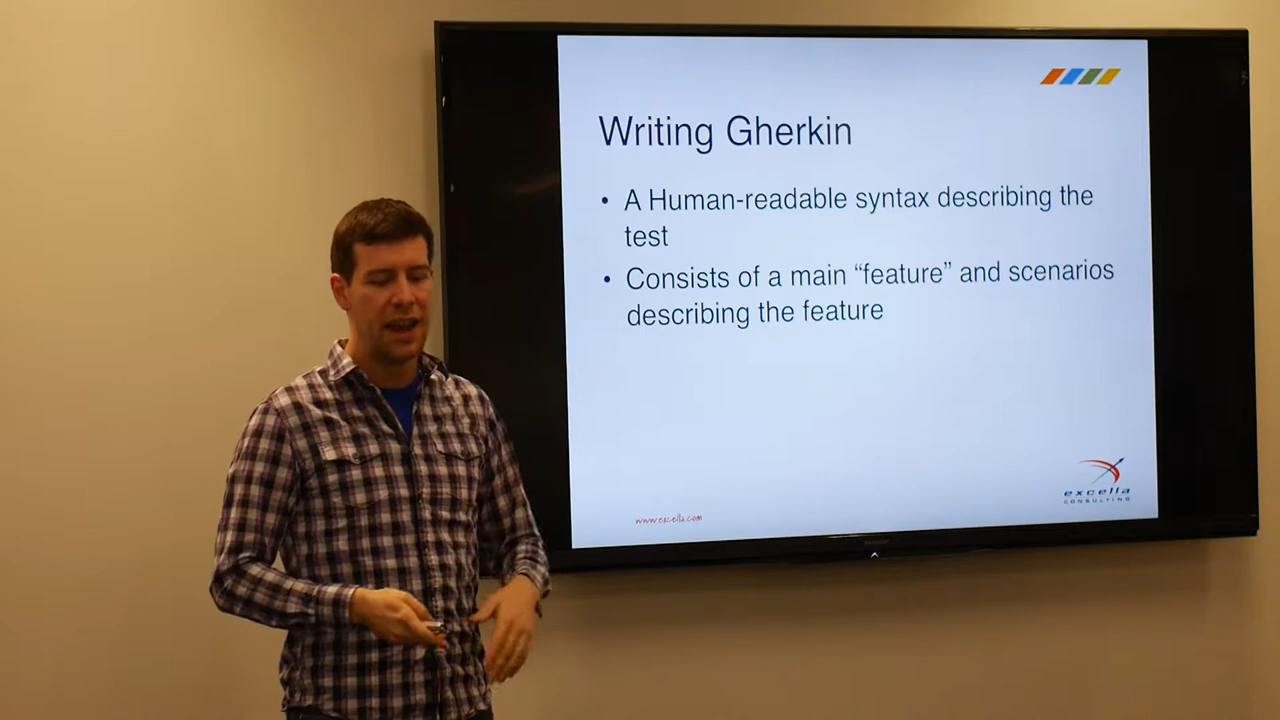 Writing Gherkin
• A Human-readable syntax describing the
test
• Consists of a main “feature” and scenarios
describing the feature
excella
CONSULTING
www.excella.com
SHARP